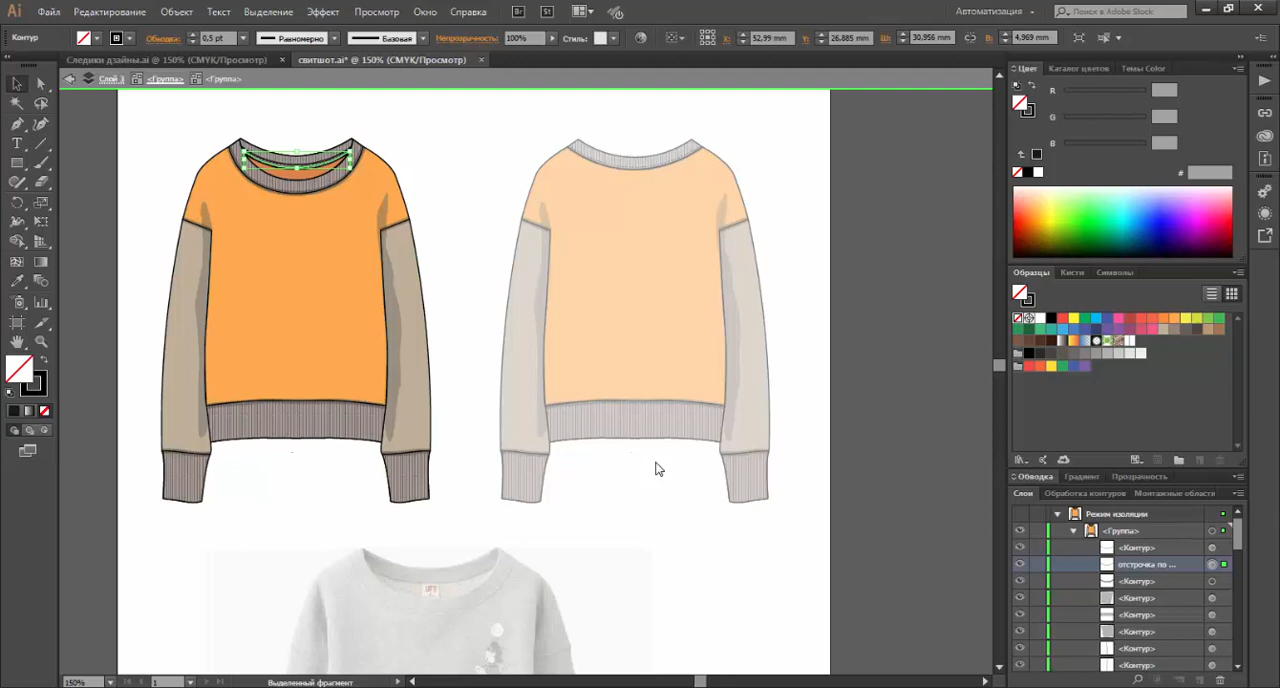 Ai Файл Редактирование Объект Текст Выделение Эффект Просмотр Окно Справка Br St Автоматизация Поиск в Adobe Stock
Контур Обводка: 0,5 pt Равномерно Базовая Непрозрачность: 100% Стиль: X: 52,99 mm Y: 26,885 mm Ш: 30,956 mm В: 4,969 mm
Следики дзайны.ai @ 150% (CMYK/Просмотр) × свитшот.ai* @ 150% (CMYK/Просмотр) ×
Слой 1 <Группа> <Группа>
Цвет Каталог цветов Темы Color
R
G
B
#
Образцы Кисти Символы
Обводка Градиент Прозрачность
Слои Обработка контуров Монтажные области
Режим изоляции
<Группа>
<Контур>
отстрочка по ...
<Контур>
<Контур>
<Контур>
<Контур>
<Контур>
<Контур>
150% 1 Выделенный фрагмент